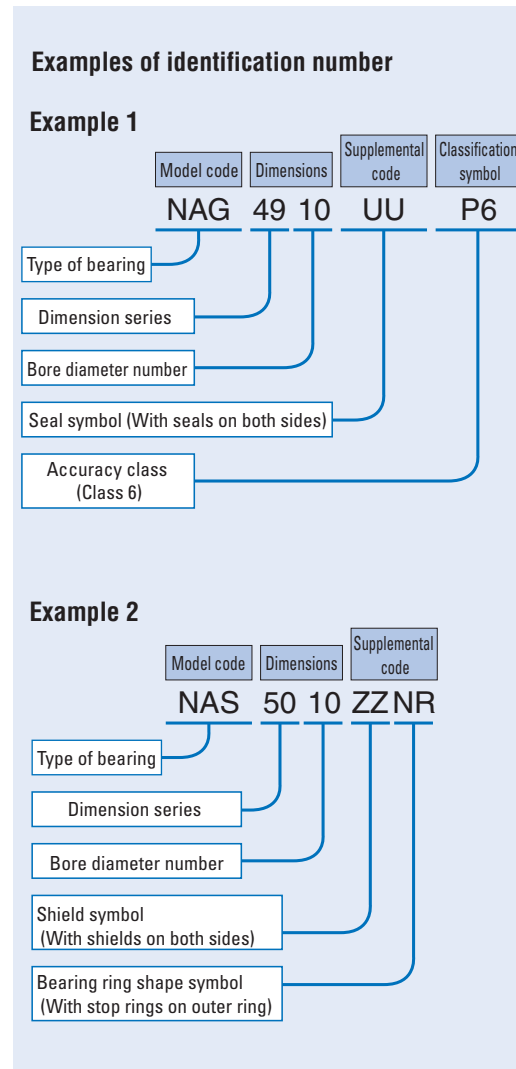 Examples of identification number
Example 1
Model code Dimensions Supplemental code Classification symbol
NAG 49 10 UU P6
Type of bearing
Dimension series
Bore diameter number
Seal symbol (With seals on both sides)
Accuracy class
(Class 6)
Example 2
Model code Dimensions Supplemental code
NAS 50 10 ZZ NR
Type of bearing
Dimension series
Bore diameter number
Shield symbol
(With shields on both sides)
Bearing ring shape symbol
(With stop rings on outer ring)